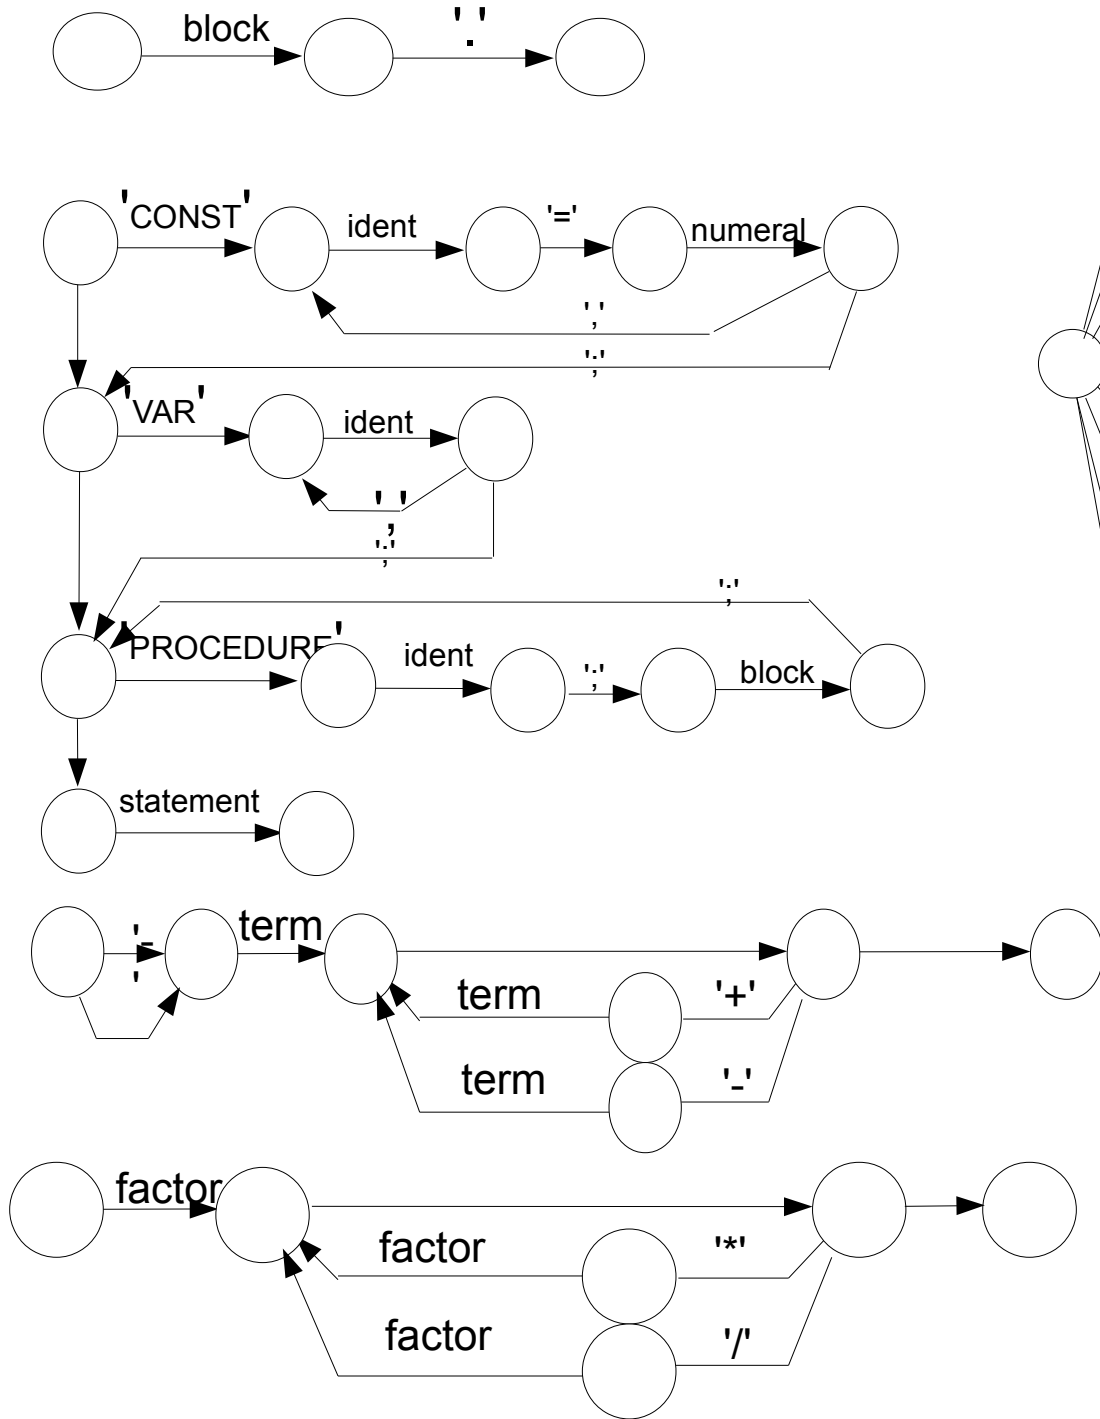 block '.'
'CONST' ident '=' numeral
','
';'
'VAR' ident
','
';'
';'
'PROCEDURE' ident ';' block
statement
'-' term
term '+'
term '-'
factor
factor '*'
factor '/'